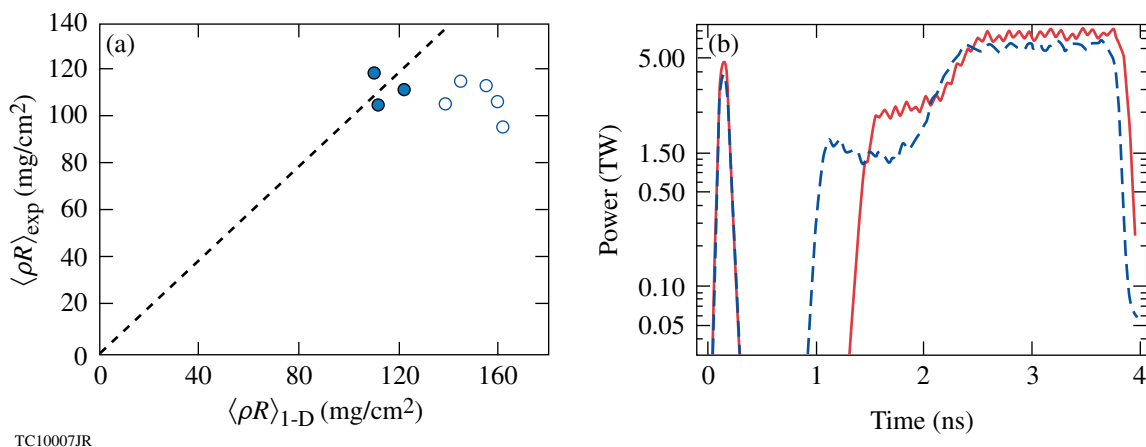 (a)
140
120
100
80
60
40
20
0
⟨ρR⟩exp (mg/cm2)
0 40 80 120 160
⟨ρR⟩1-D (mg/cm2)
(b)
5.00
1.50
0.50
0.10
0.05
Power (TW)
0 1 2 3 4
Time (ns)
TC10007JR